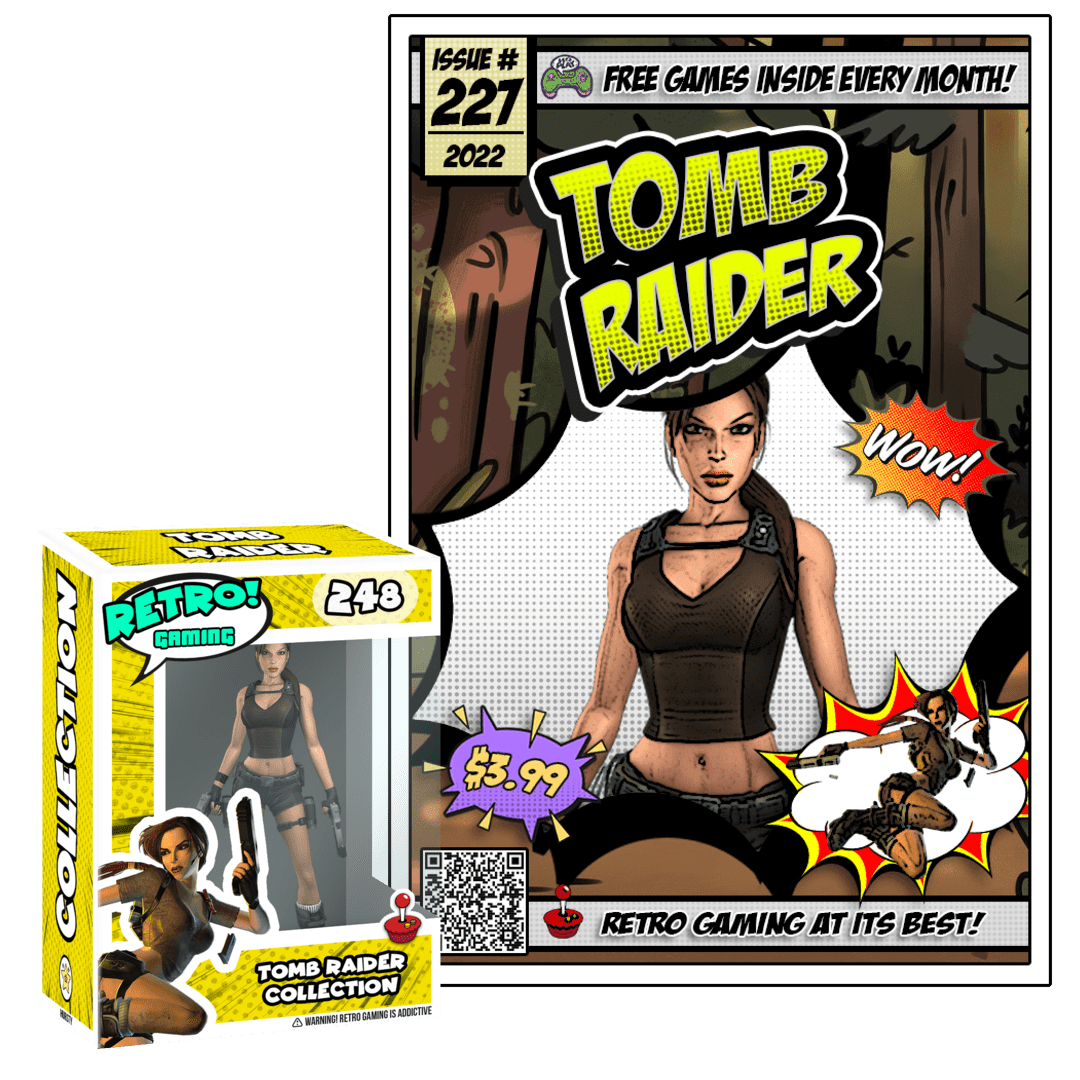 ISSUE #
227
2022
FREE GAMES INSIDE EVERY MONTH!
TOMB
RAIDER
WOW!
$3.99
RETRO GAMING AT ITS BEST!
TOMB
RAIDER
RETRO!
GAMING
248
COLLECTION
TOMB RAIDER
COLLECTION
⚠ WARNING! RETRO GAMING IS ADDICTIVE